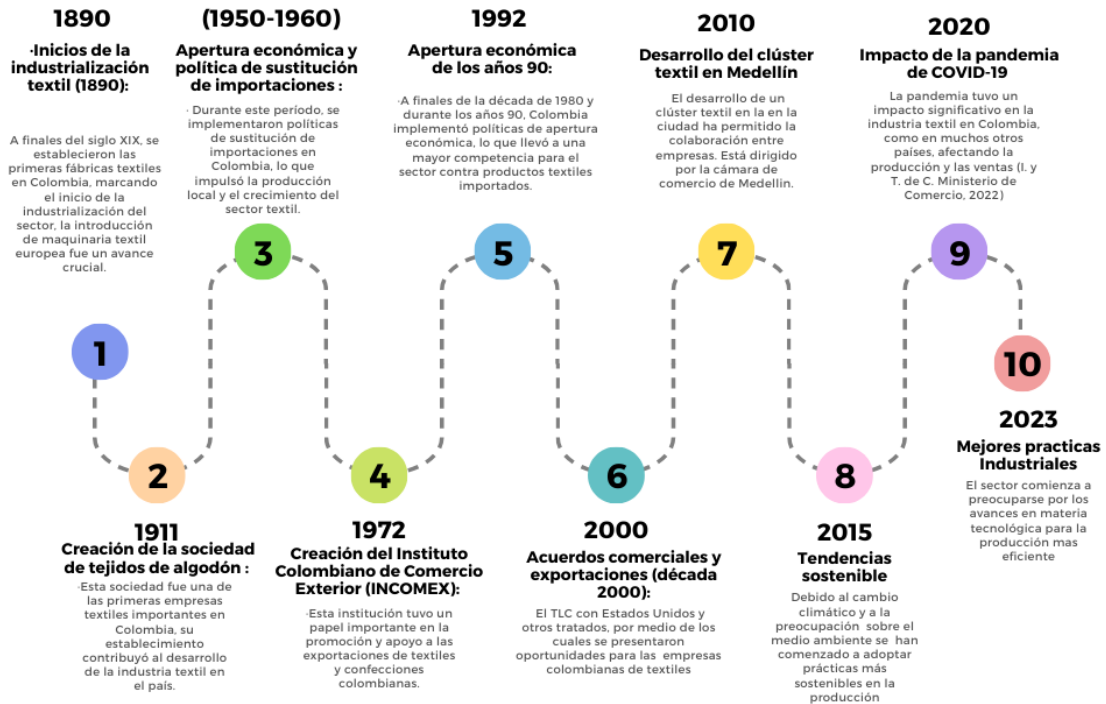 1890
·Inicios de la
industrialización
textil (1890):
A finales del siglo XIX, se
establecieron las
primeras fábricas textiles
en Colombia, marcando
el inicio de la
industrialización del
sector, la introducción
de maquinaria textil
europea fue un avance
crucial.
1
2
1911
Creación de la sociedad
de tejidos de algodón :
·Esta sociedad fue una de
las primeras empresas
textiles importantes en
Colombia, su
establecimiento
contribuyó al desarrollo
de la industria textil en
el país.
(1950-1960)
Apertura económica y
política de sustitución
de importaciones :
· Durante este período, se
implementaron políticas
de sustitución de
importaciones en
Colombia, lo que
impulsó la producción
local y el crecimiento del
sector textil.
3
4
1972
Creación del Instituto
Colombiano de Comercio
Exterior (INCOMEX):
·Esta institución tuvo un
papel importante en la
promoción y apoyo a las
exportaciones de textiles
y confecciones
colombianas.
1992
Apertura económica
de los años 90:
·A finales de la década de 1980 y
durante los años 90, Colombia
implementó políticas de apertura
económica, lo que llevó a una
mayor competencia para el
sector contra productos textiles
importados.
5
6
2000
Acuerdos comerciales y
exportaciones (década
2000):
El TLC con Estados Unidos y
otros tratados, por medio de los
cuales se presentaron
oportunidades para las empresas
colombianas de textiles
2010
Desarrollo del clúster
textil en Medellín
El desarrollo de un
clúster textil en la en la
ciudad ha permitido la
colaboración entre
empresas. Está dirigido
por la cámara de
comercio de Medellin.
7
8
2015
Tendencias
sostenible
Debido al cambio
climático y a la
preocupación sobre el
medio ambiente se han
comenzado a adoptar
prácticas más
sostenibles en la
producción
2020
Impacto de la pandemia
de COVID-19
La pandemia tuvo un
impacto significativo en la
industria textil en Colombia,
como en muchos otros
países, afectando la
producción y las ventas (I. y
T. de C. Ministerio de
Comercio, 2022)
9
10
2023
Mejores practicas
Industriales
El sector comienza a
preocuparse por los
avances en materia
tecnológica para la
producción mas
eficiente